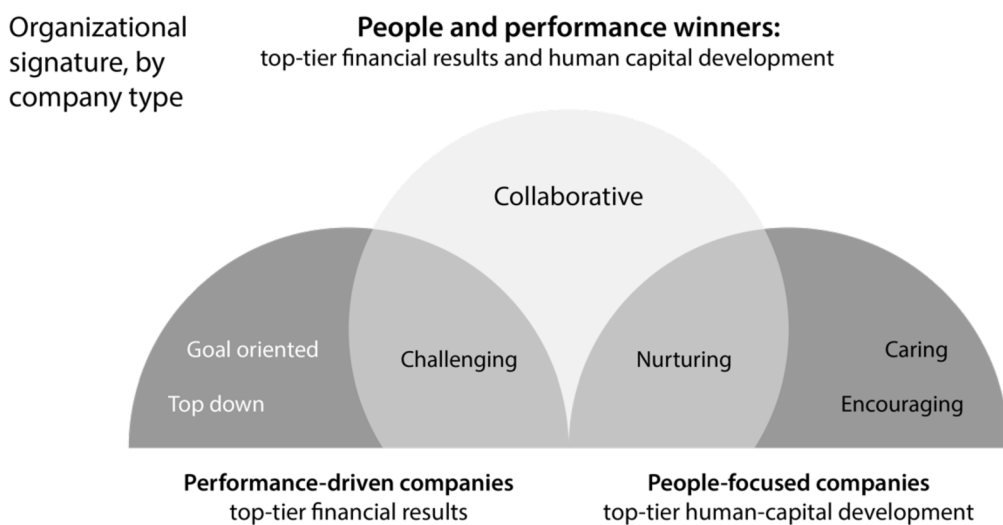 Organizational
signature, by
company type
People and performance winners:
top-tier financial results and human capital development
Collaborative
Goal oriented
Top down
Challenging
Nurturing
Caring
Encouraging
Performance-driven companies
top-tier financial results
People-focused companies
top-tier human-capital development